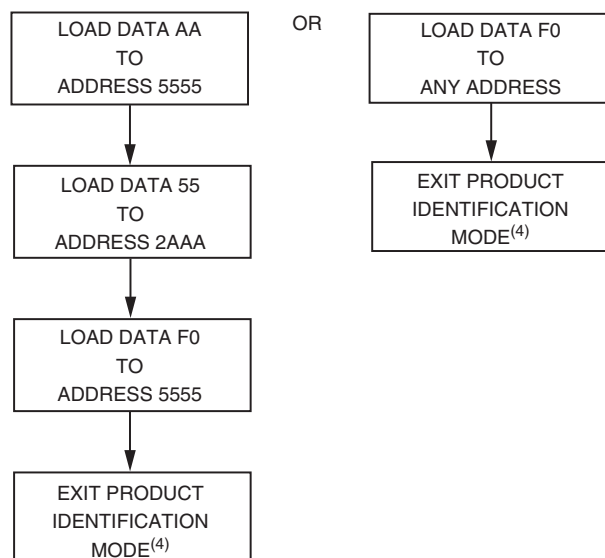 LOAD DATA AA
TO
ADDRESS 5555
LOAD DATA 55
TO
ADDRESS 2AAA
LOAD DATA F0
TO
ADDRESS 5555
EXIT PRODUCT
IDENTIFICATION
MODE(4)
OR
LOAD DATA F0
TO
ANY ADDRESS
EXIT PRODUCT
IDENTIFICATION
MODE(4)